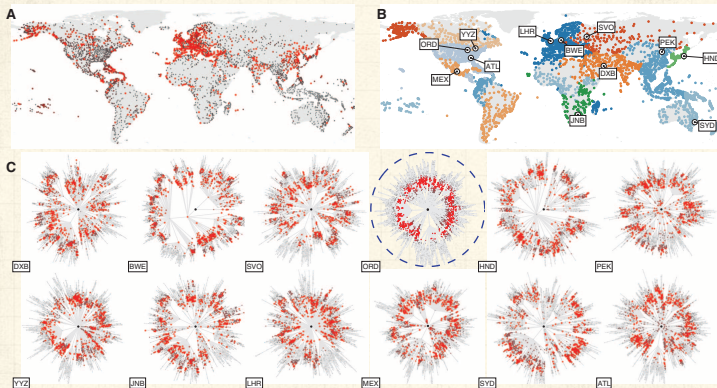 A
B
SVO
LHR
YYZ
PEK
ORD
BWE
HND
ATL
DXB
MEX
JNB
SYD
C
DXB
BWE
SVO
ORD
HND
PEK
YYZ
JNB
LHR
MEX
SYD
ATL